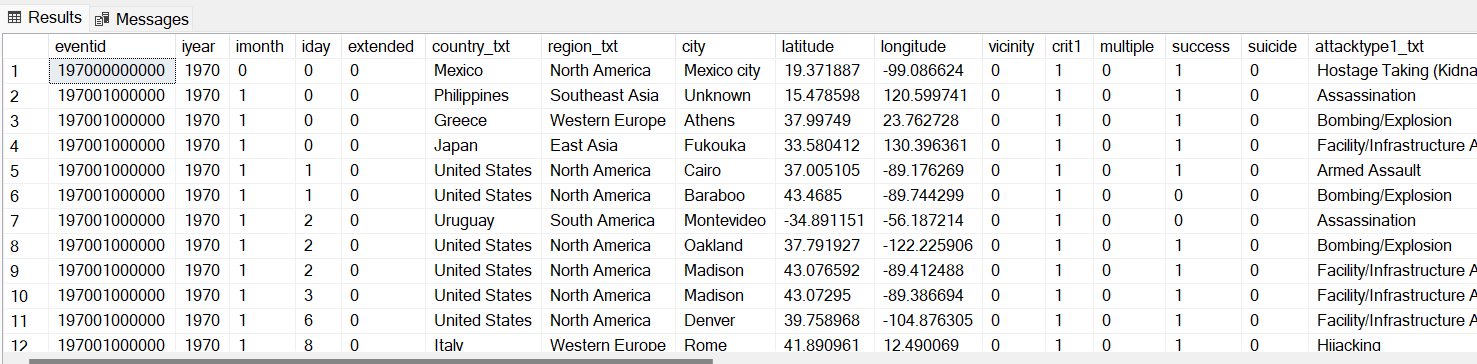 Results Messages
eventid iyear imonth iday extended country_txt region_txt city latitude longitude vicinity crit1 multiple success suicide attacktype1_txt
1 197000000000 1970 0 0 0 Mexico North America Mexico city 19.371887 -99.086624 0 1 0 1 0 Hostage Taking (Kidna
2 197001000000 1970 1 0 0 Philippines Southeast Asia Unknown 15.478598 120.599741 0 1 0 1 0 Assassination
3 197001000000 1970 1 0 0 Greece Western Europe Athens 37.99749 23.762728 0 1 0 1 0 Bombing/Explosion
4 197001000000 1970 1 0 0 Japan East Asia Fukouka 33.580412 130.396361 0 1 0 1 0 Facility/Infrastructure A
5 197001000000 1970 1 1 0 United States North America Cairo 37.005105 -89.176269 0 1 0 1 0 Armed Assault
6 197001000000 1970 1 1 0 United States North America Baraboo 43.4685 -89.744299 0 1 0 0 0 Bombing/Explosion
7 197001000000 1970 1 2 0 Uruguay South America Montevideo -34.891151 -56.187214 0 1 0 0 0 Assassination
8 197001000000 1970 1 2 0 United States North America Oakland 37.791927 -122.225906 0 1 0 1 0 Bombing/Explosion
9 197001000000 1970 1 2 0 United States North America Madison 43.076592 -89.412488 0 1 0 1 0 Facility/Infrastructure A
10 197001000000 1970 1 3 0 United States North America Madison 43.07295 -89.386694 0 1 0 1 0 Facility/Infrastructure A
11 197001000000 1970 1 6 0 United States North America Denver 39.758968 -104.876305 0 1 0 1 0 Facility/Infrastructure A
12 197001000000 1970 1 8 0 Italy Western Europe Rome 41.890961 12.490069 0 1 0 1 0 Hijacking